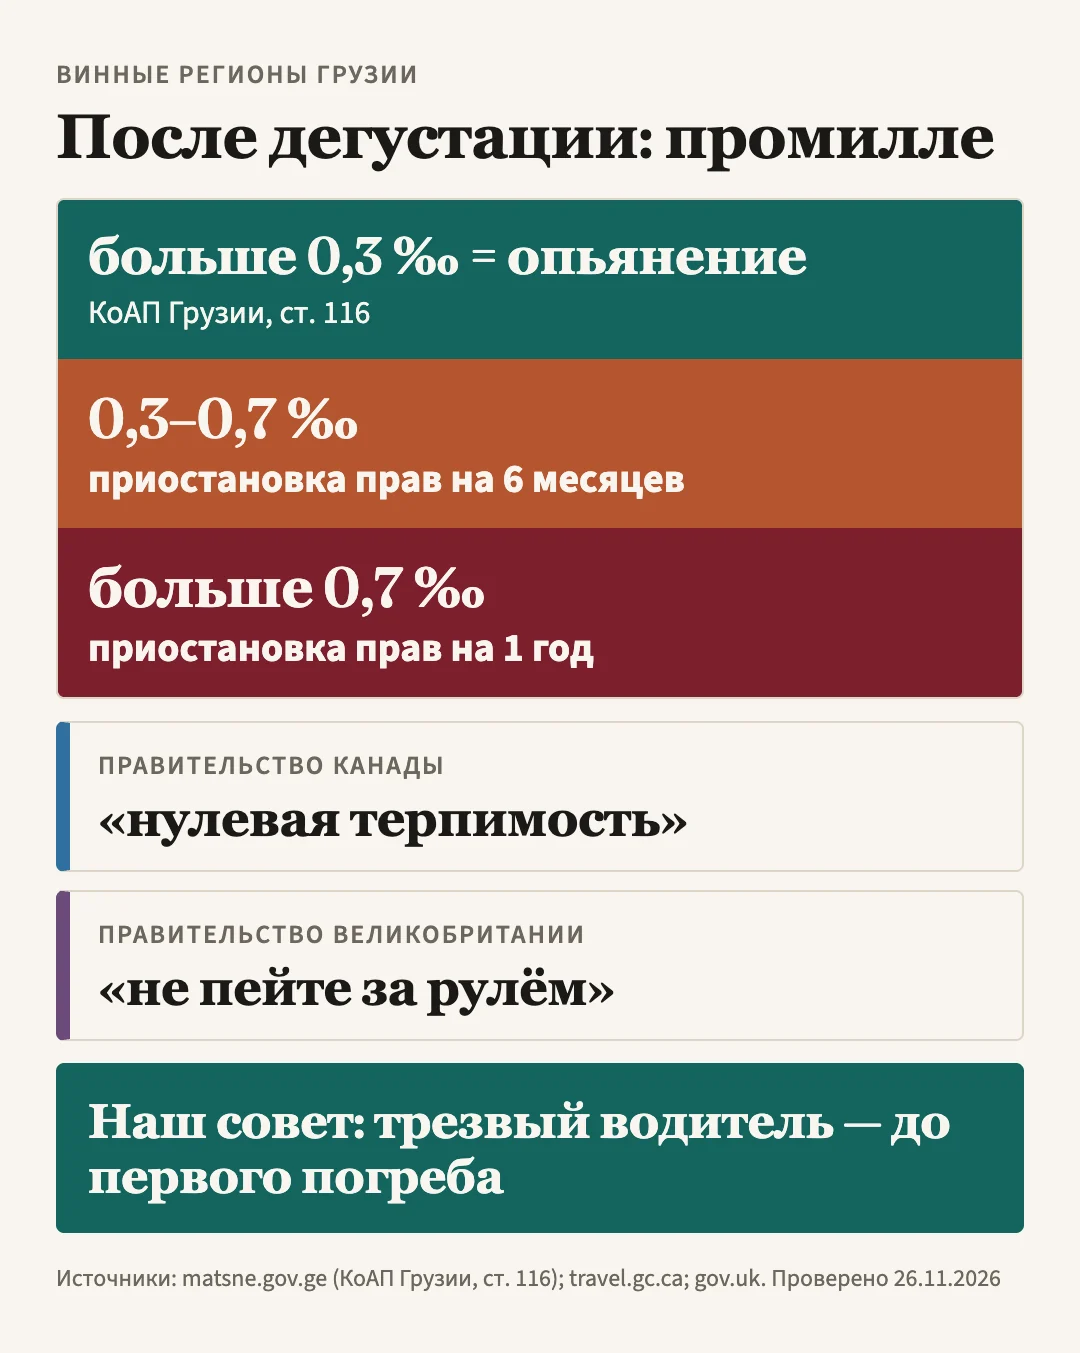 ВИННЫЕ РЕГИОНЫ ГРУЗИИ
После дегустации: промилле
больше 0,3 ‰ = опьянение
КоАП Грузии, ст. 116
0,3–0,7 ‰
приостановка прав на 6 месяцев
больше 0,7 ‰
приостановка прав на 1 год
ПРАВИТЕЛЬСТВО КАНАДЫ
«нулевая терпимость»
ПРАВИТЕЛЬСТВО ВЕЛИКОБРИТАНИИ
«не пейте за рулём»
Наш совет: трезвый водитель — до
первого погреба
Источники: matsne.gov.ge (КоАП Грузии, ст. 116); travel.gc.ca; gov.uk. Проверено 26.11.2026